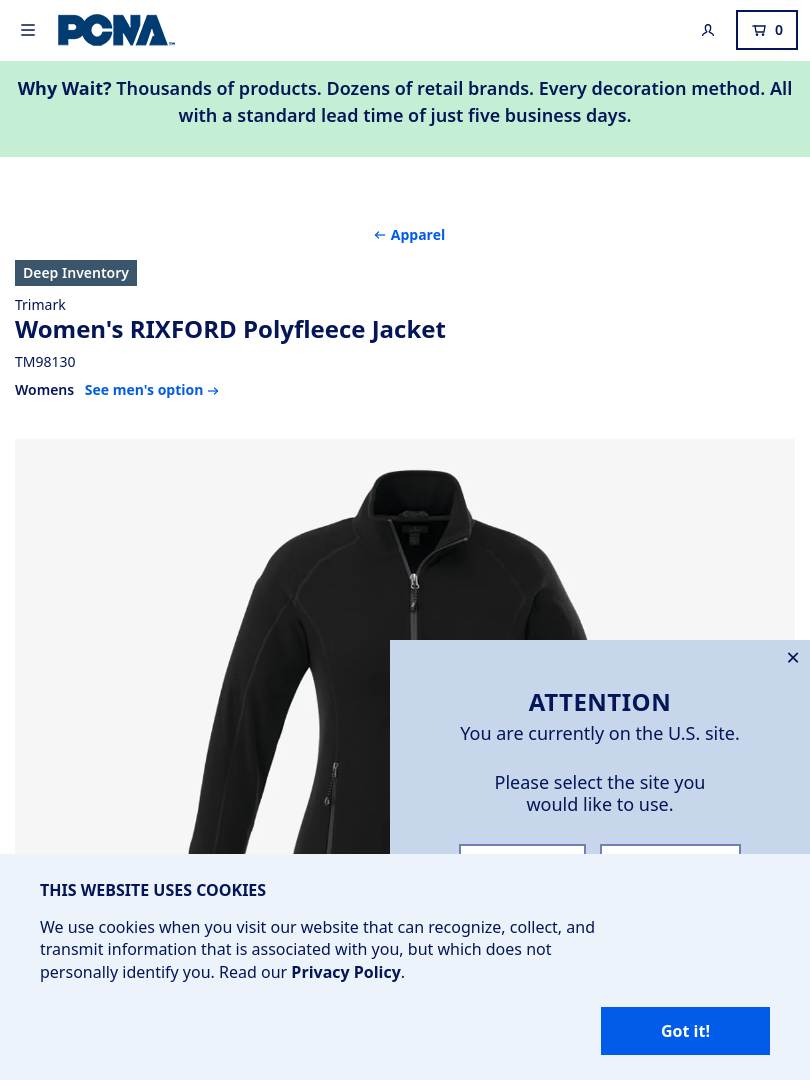 PCNA
0
Why Wait? Thousands of products. Dozens of retail brands. Every decoration method. All
with a standard lead time of just five business days.
← Apparel
Deep Inventory
Trimark
Women's RIXFORD Polyfleece Jacket
TM98130
Womens See men's option →
ATTENTION
You are currently on the U.S. site.
Please select the site you
would like to use.
THIS WEBSITE USES COOKIES
We use cookies when you visit our website that can recognize, collect, and
transmit information that is associated with you, but which does not
personally identify you. Read our Privacy Policy.
Got it!